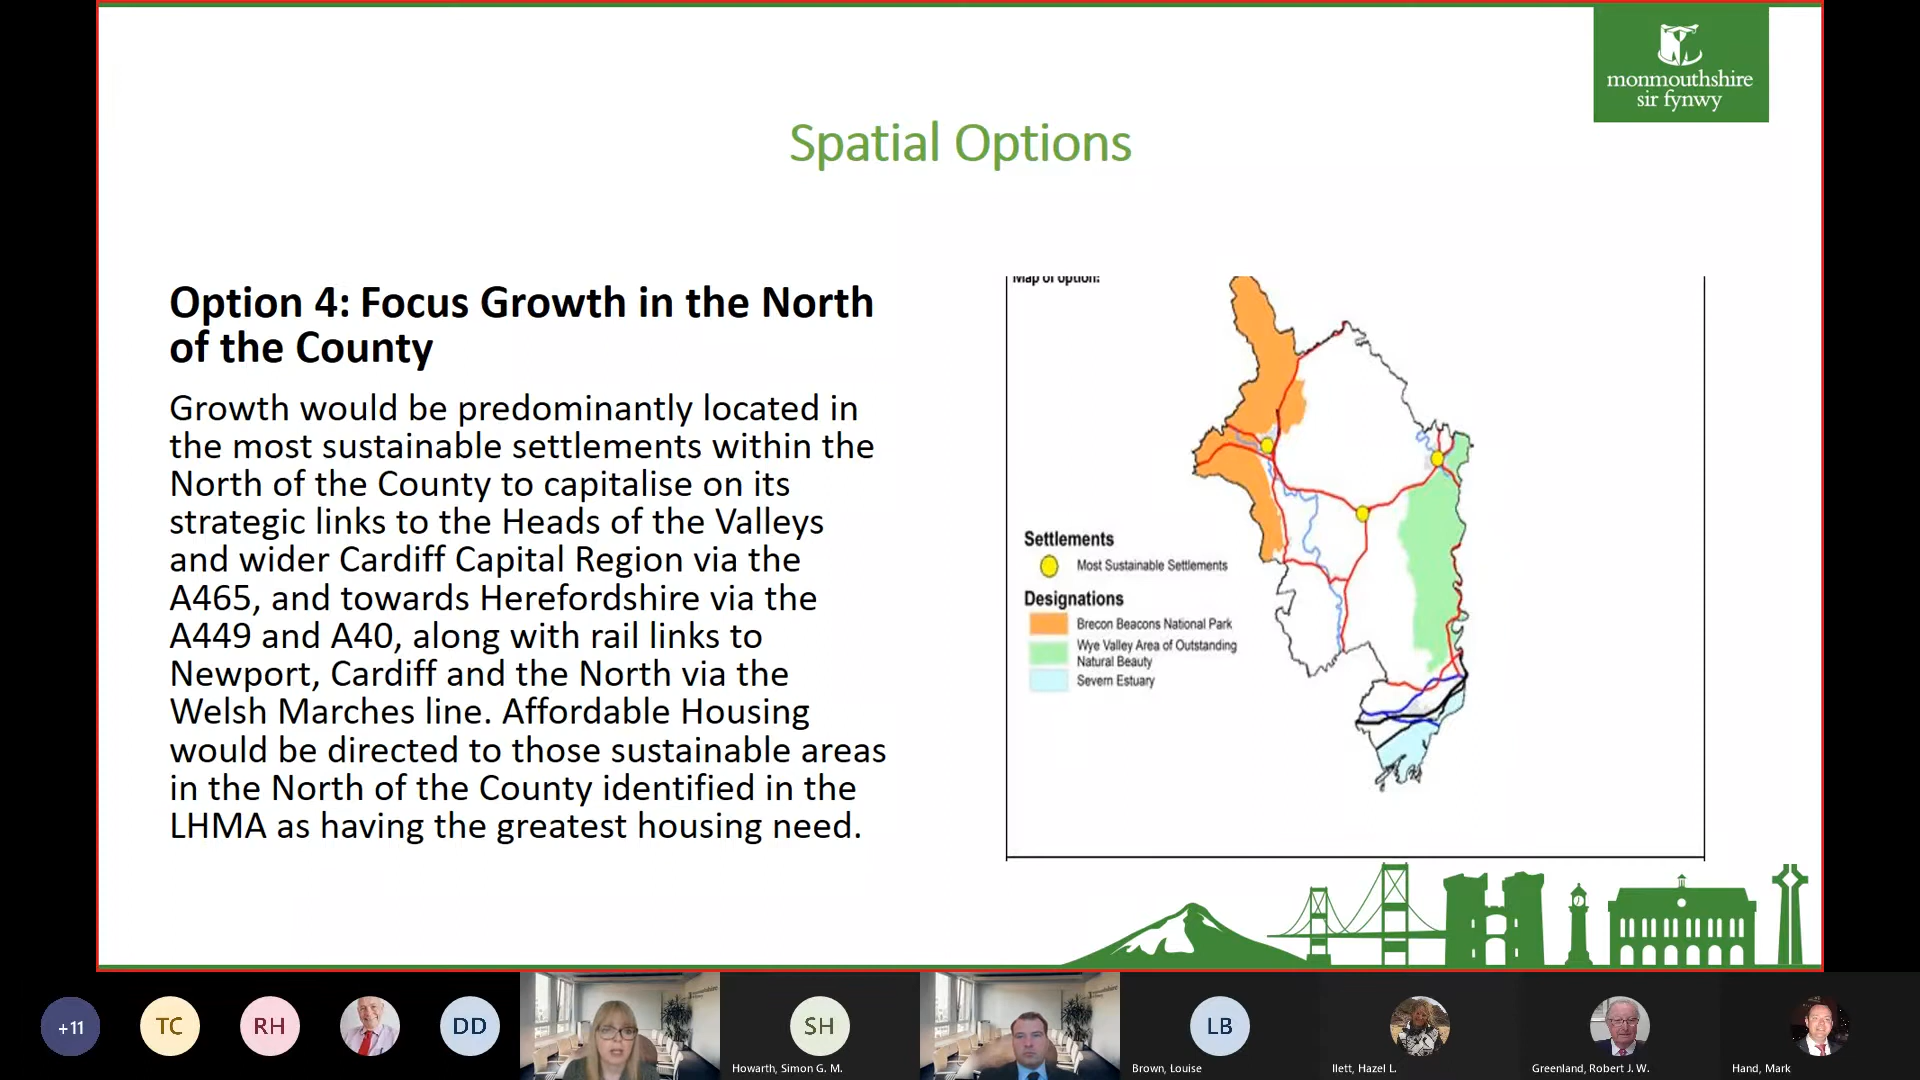 monmouthshire
sir fynwy
Spatial Options
Option 4: Focus Growth in the North
of the County
Growth would be predominantly located in
the most sustainable settlements within the
North of the County to capitalise on its
strategic links to the Heads of the Valleys
and wider Cardiff Capital Region via the
A465, and towards Herefordshire via the
A449 and A40, along with rail links to
Newport, Cardiff and the North via the
Welsh Marches line. Affordable Housing
would be directed to those sustainable areas
in the North of the County identified in the
LHMA as having the greatest housing need.
Map of option:
Settlements
Most Sustainable Settlements
Designations
Brecon Beacons National Park
Wye Valley Area of Outstanding
Natural Beauty
Severn Estuary
+11
TC
RH
DD
SH
Howarth, Simon G. M.
LB
Brown, Louise
Ilett, Hazel L.
Greenland, Robert J. W.
Hand, Mark